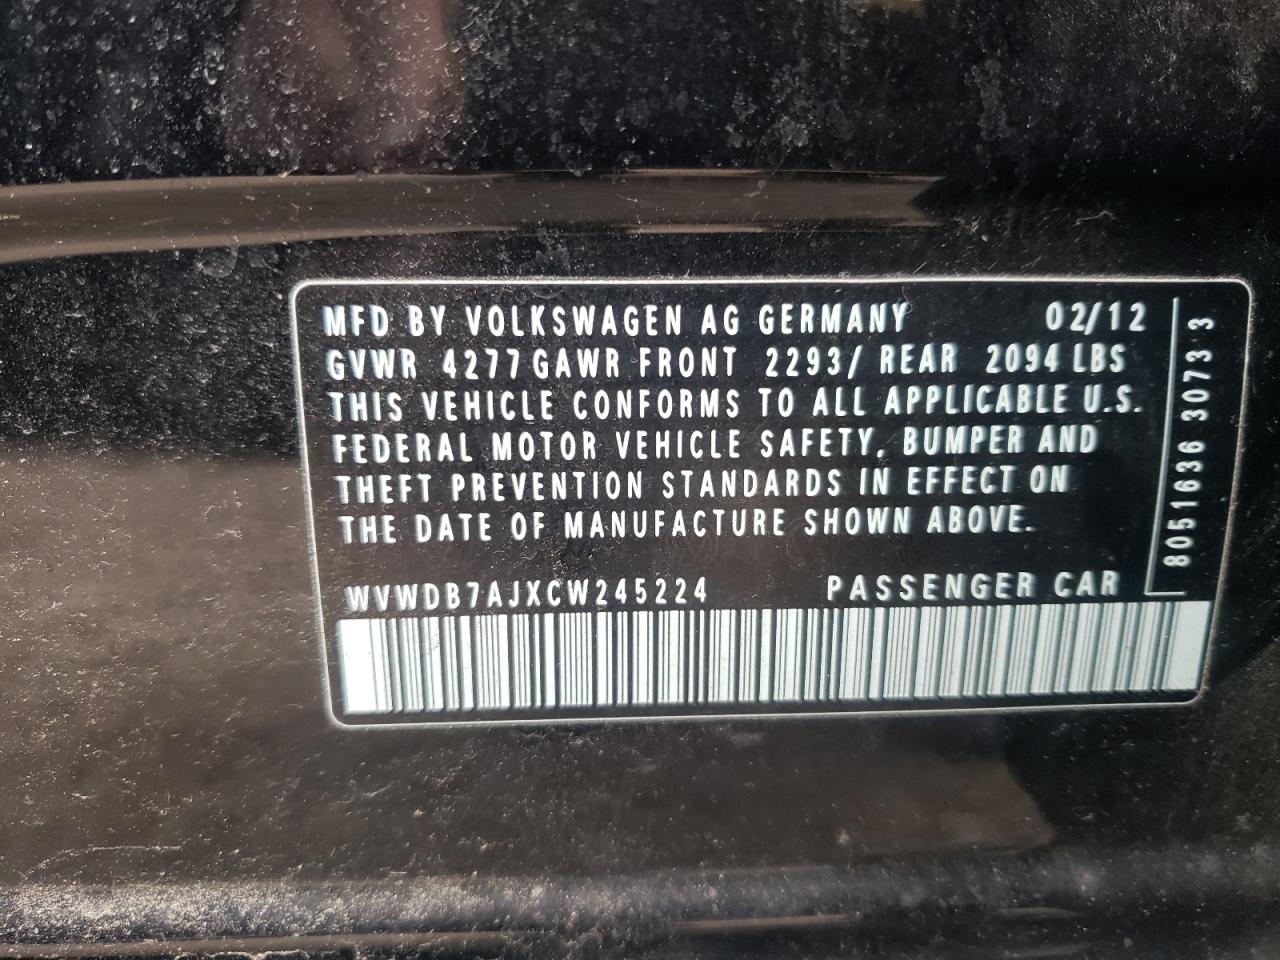 MFD BY VOLKSWAGEN AG GERMANY 02/12
GVWR 4277 GAWR FRONT 2293/ REAR 2094 LBS
THIS VEHICLE CONFORMS TO ALL APPLICABLE U.S.
FEDERAL MOTOR VEHICLE SAFETY, BUMPER AND
THEFT PREVENTION STANDARDS IN EFFECT ON
THE DATE OF MANUFACTURE SHOWN ABOVE.
WVWDB7AJXCW245224 PASSENGER CAR
8051636 3073 3